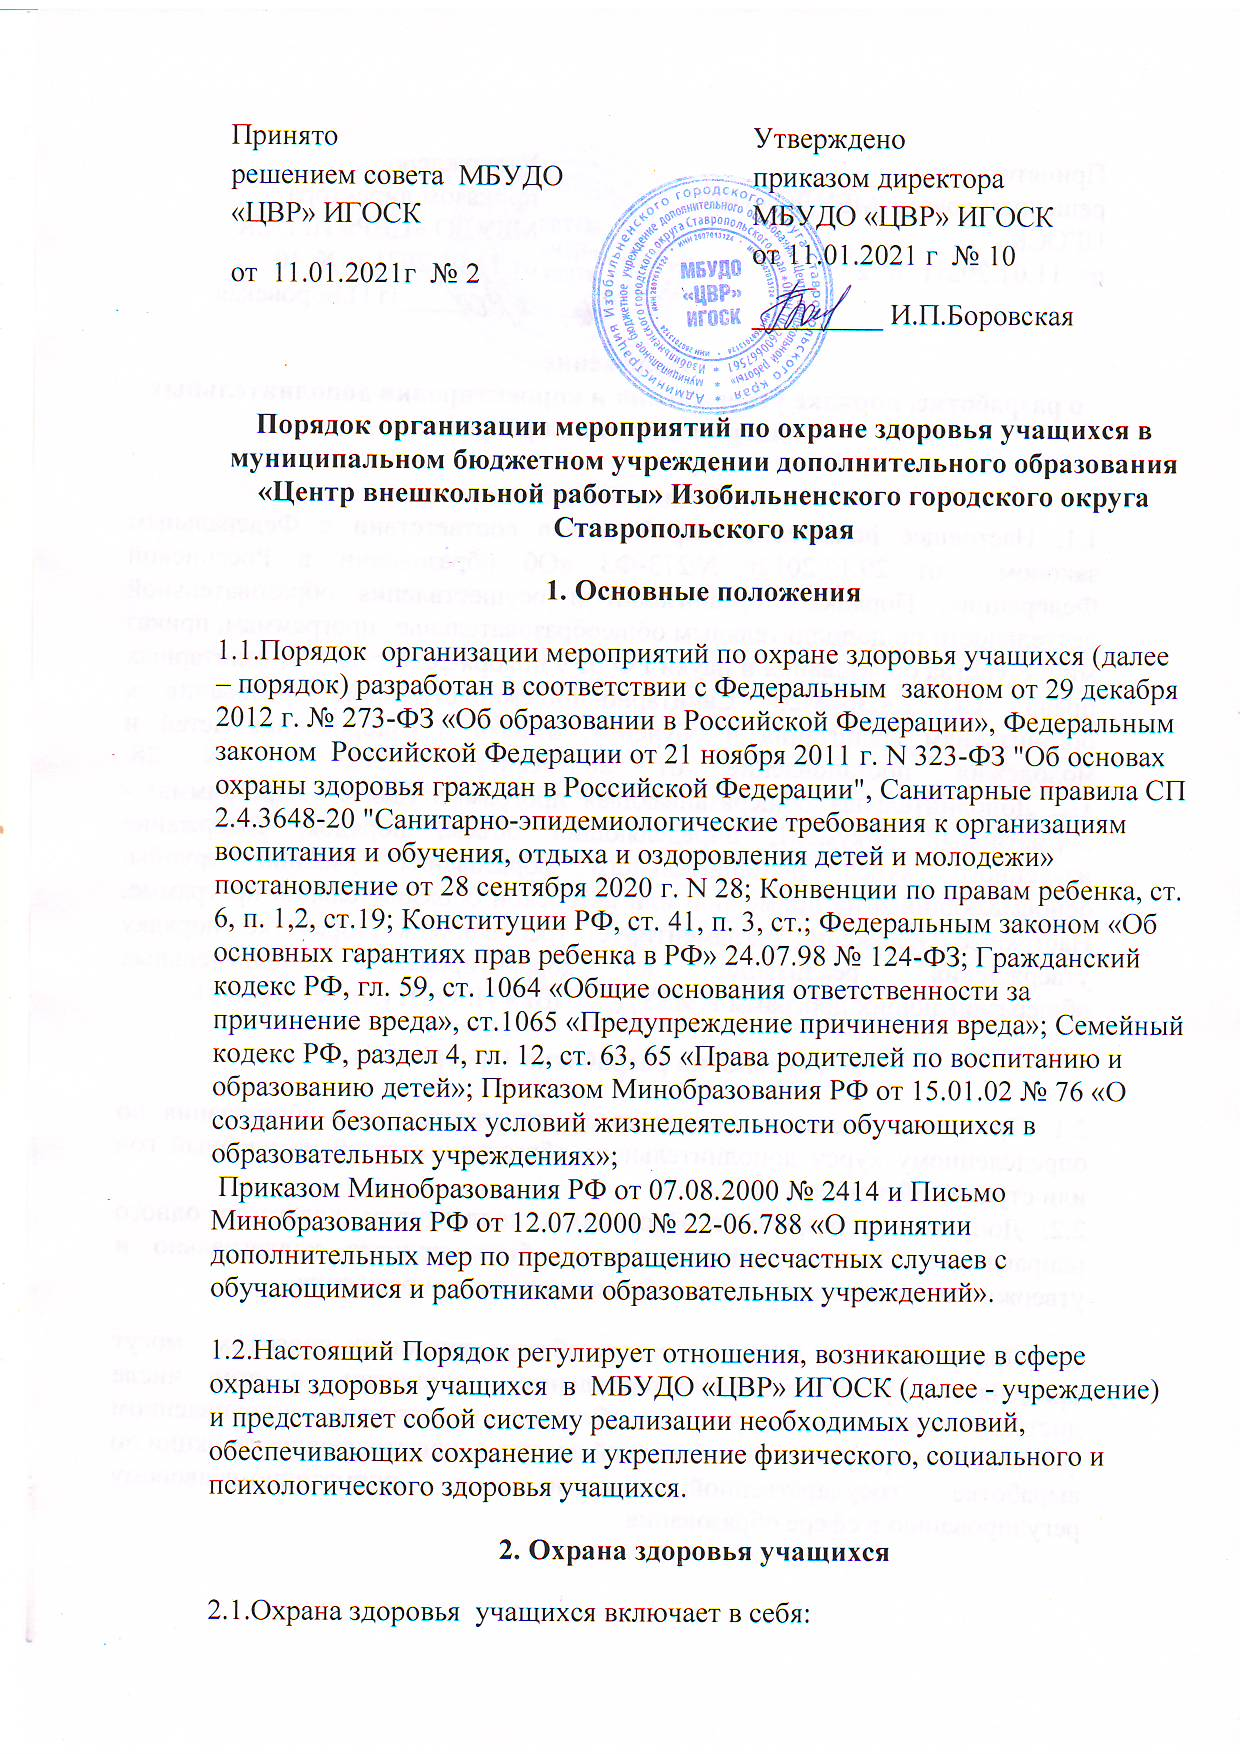 Принято
решением совета  МБУДО
«ЦВР» ИГОСК
от  11.01.2021г  № 2
Утверждено
приказом директора
МБУДО «ЦВР» ИГОСК
от 11.01.2021 г  № 10
И.П.Боровская
МБУДО
«ЦВР»
ИГОСК
Порядок организации мероприятий по охране здоровья учащихся в
муниципальном бюджетном учреждении дополнительного образования
«Центр внешкольной работы» Изобильненского городского округа
Ставропольского края
1. Основные положения
1.1.Порядок  организации мероприятий по охране здоровья учащихся (далее
– порядок) разработан в соответствии с Федеральным  законом от 29 декабря
2012 г. № 273-ФЗ «Об образовании в Российской Федерации», Федеральным
законом  Российской Федерации от 21 ноября 2011 г. N 323-ФЗ "Об основах
охраны здоровья граждан в Российской Федерации", Санитарные правила СП
2.4.3648-20 "Санитарно-эпидемиологические требования к организациям
воспитания и обучения, отдыха и оздоровления детей и молодежи»
постановление от 28 сентября 2020 г. N 28; Конвенции по правам ребенка, ст.
6, п. 1,2, ст.19; Конституции РФ, ст. 41, п. 3, ст.; Федеральным законом «Об
основных гарантиях прав ребенка в РФ» 24.07.98 № 124-ФЗ; Гражданский
кодекс РФ, гл. 59, ст. 1064 «Общие основания ответственности за
причинение вреда», ст.1065 «Предупреждение причинения вреда»; Семейный
кодекс РФ, раздел 4, гл. 12, ст. 63, 65 «Права родителей по воспитанию и
образованию детей»; Приказом Минобразования РФ от 15.01.02 № 76 «О
создании безопасных условий жизнедеятельности обучающихся в
образовательных учреждениях»;
Приказом Минобразования РФ от 07.08.2000 № 2414 и Письмо
Минобразования РФ от 12.07.2000 № 22-06.788 «О принятии
дополнительных мер по предотвращению несчастных случаев с
обучающимися и работниками образовательных учреждений».
1.2.Настоящий Порядок регулирует отношения, возникающие в сфере
охраны здоровья учащихся  в  МБУДО «ЦВР» ИГОСК (далее - учреждение)
и представляет собой систему реализации необходимых условий,
обеспечивающих сохранение и укрепление физического, социального и
психологического здоровья учащихся.
2. Охрана здоровья учащихся
2.1.Охрана здоровья  учащихся включает в себя: